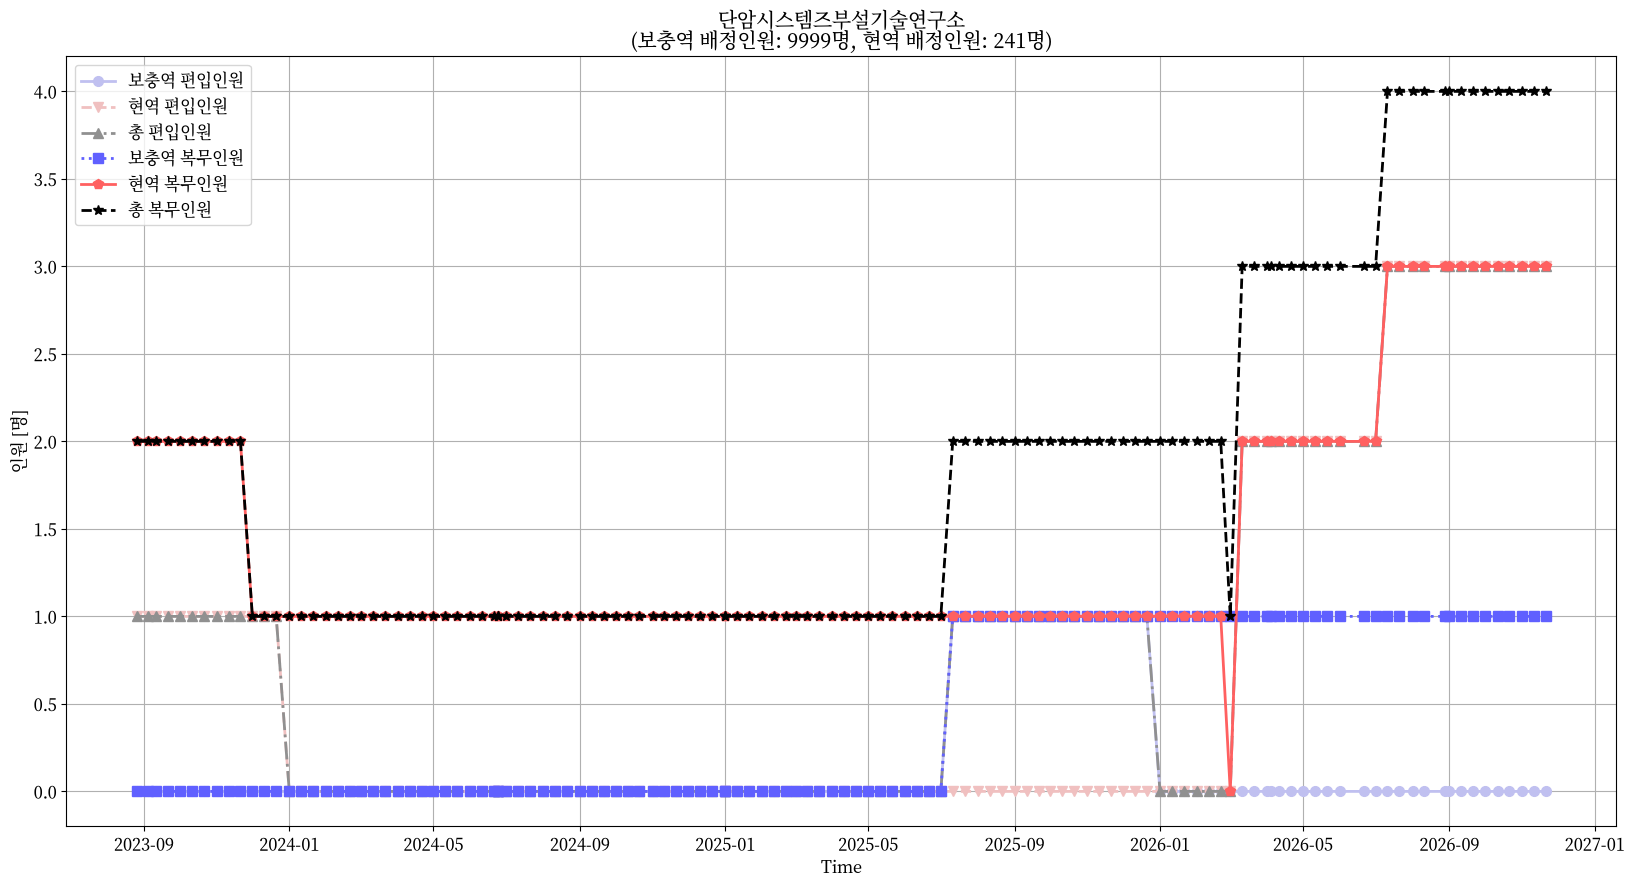 단암시스템즈부설기술연구소
(보충역 배정인원: 9999명, 현역 배정인원: 241명)
보충역 편입인원
현역 편입인원
총 편입인원
보충역 복무인원
현역 복무인원
총 복무인원
4.0
3.5
3.0
2.5
2.0
1.5
1.0
0.5
0.0
인원 [명]
2023-09
2024-01
2024-05
2024-09
2025-01
2025-05
2025-09
2026-01
2026-05
2026-09
2027-01
Time